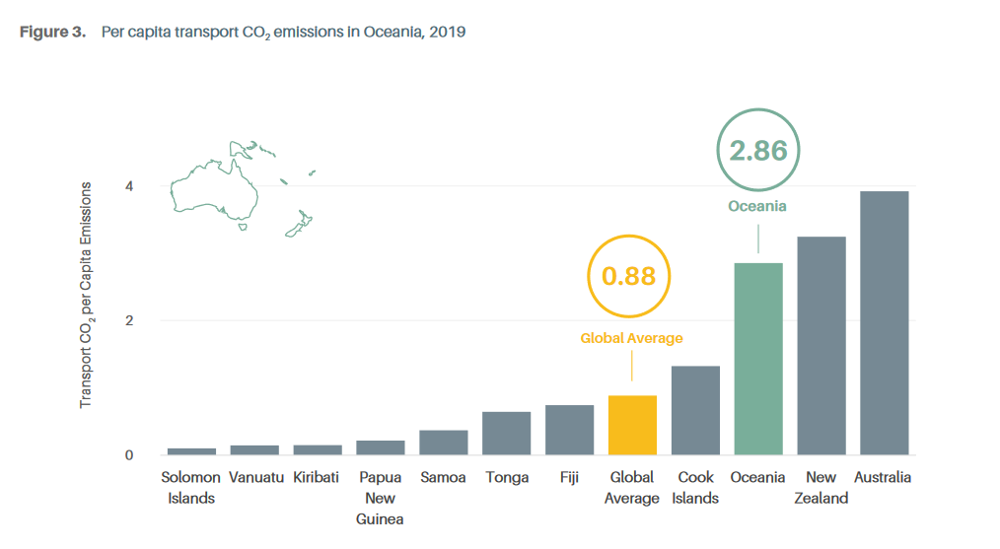 Figure 3. Per capita transport CO₂ emissions in Oceania, 2019
2.86
Oceania
0.88
Global Average
Transport CO₂ per Capita Emissions
4
2
0
Solomon Islands
Vanuatu
Kiribati
Papua New Guinea
Samoa
Tonga
Fiji
Global Average
Cook Islands
Oceania
New Zealand
Australia